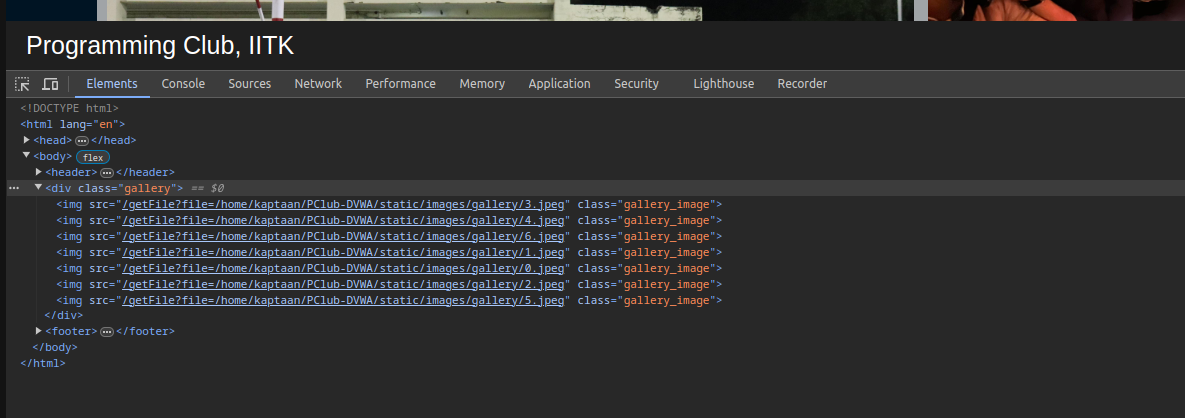 Programming Club, IITK
Elements Console Sources Network Performance Memory Application Security Lighthouse Recorder
<!DOCTYPE html>
<html lang="en">
<head> ••• </head>
<body> flex
<header> ••• </header>
••• <div class="gallery"> == $0
<img src="/getFile?file=/home/kaptaan/PClub-DVWA/static/images/gallery/3.jpeg" class="gallery_image">
<img src="/getFile?file=/home/kaptaan/PClub-DVWA/static/images/gallery/4.jpeg" class="gallery_image">
<img src="/getFile?file=/home/kaptaan/PClub-DVWA/static/images/gallery/6.jpeg" class="gallery_image">
<img src="/getFile?file=/home/kaptaan/PClub-DVWA/static/images/gallery/1.jpeg" class="gallery_image">
<img src="/getFile?file=/home/kaptaan/PClub-DVWA/static/images/gallery/0.jpeg" class="gallery_image">
<img src="/getFile?file=/home/kaptaan/PClub-DVWA/static/images/gallery/2.jpeg" class="gallery_image">
<img src="/getFile?file=/home/kaptaan/PClub-DVWA/static/images/gallery/5.jpeg" class="gallery_image">
</div>
<footer> ••• </footer>
</body>
</html>